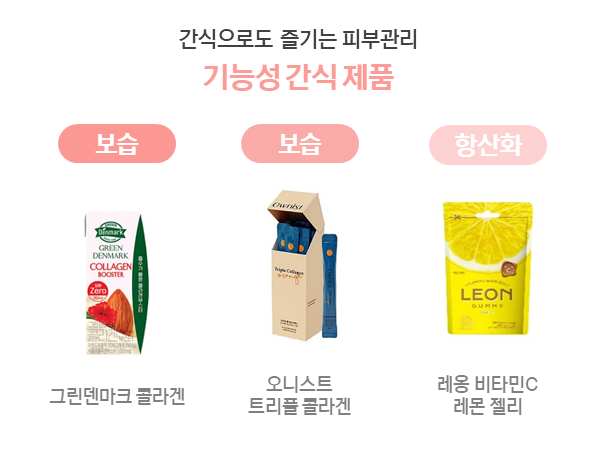 간식으로도 즐기는 피부관리
기능성 간식 제품
보습
보습
항산화
Denmark
GREEN
DENMARK
COLLAGEN
BOOSTER
Zero
Ownist
Triple Collagen
LEON
GUMMY
그린덴마크 콜라겐
오니스트
트리플 콜라겐
레옹 비타민C
레몬 젤리